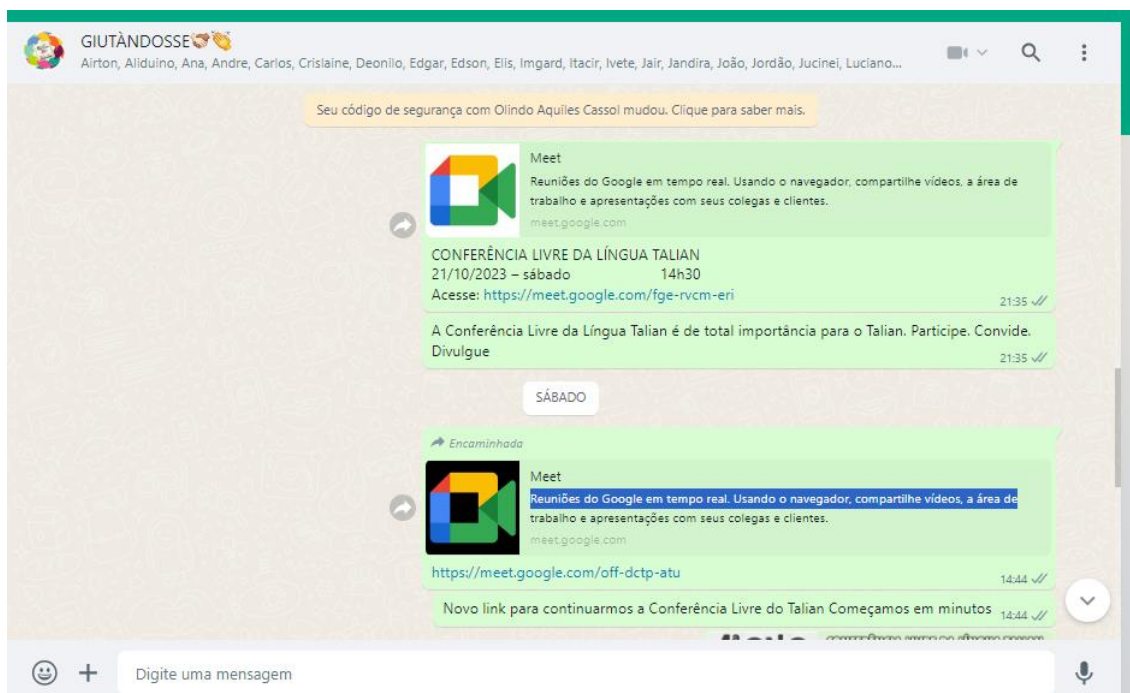 GIUTÀNDOSSE🤝👏
Airton, Aliduino, Ana, Andre, Carlos, Crislaine, Deonilo, Edgar, Edson, Elis, Imgard, Itacir, Ivete, Jair, Jandira, João, Jordão, Jucinei, Luciano...
Seu código de segurança com Olindo Aquiles Cassol mudou. Clique para saber mais.
Meet
Reuniões do Google em tempo real. Usando o navegador, compartilhe vídeos, a área de
trabalho e apresentações com seus colegas e clientes.
meet.google.com
CONFERÊNCIA LIVRE DA LÍNGUA TALIAN
21/10/2023 – sábado 14h30
Acesse: https://meet.google.com/fge-rvcm-eri
21:35
A Conferência Livre da Língua Talian é de total importância para o Talian. Participe. Convide.
Divulgue
21:35
SÁBADO
Encaminhada
Meet
Reuniões do Google em tempo real. Usando o navegador, compartilhe vídeos, a área de
trabalho e apresentações com seus colegas e clientes.
meet.google.com
https://meet.google.com/off-dctp-atu
14:44
Novo link para continuarmos a Conferência Livre do Talian Começamos em minutos 14:44
Digite uma mensagem